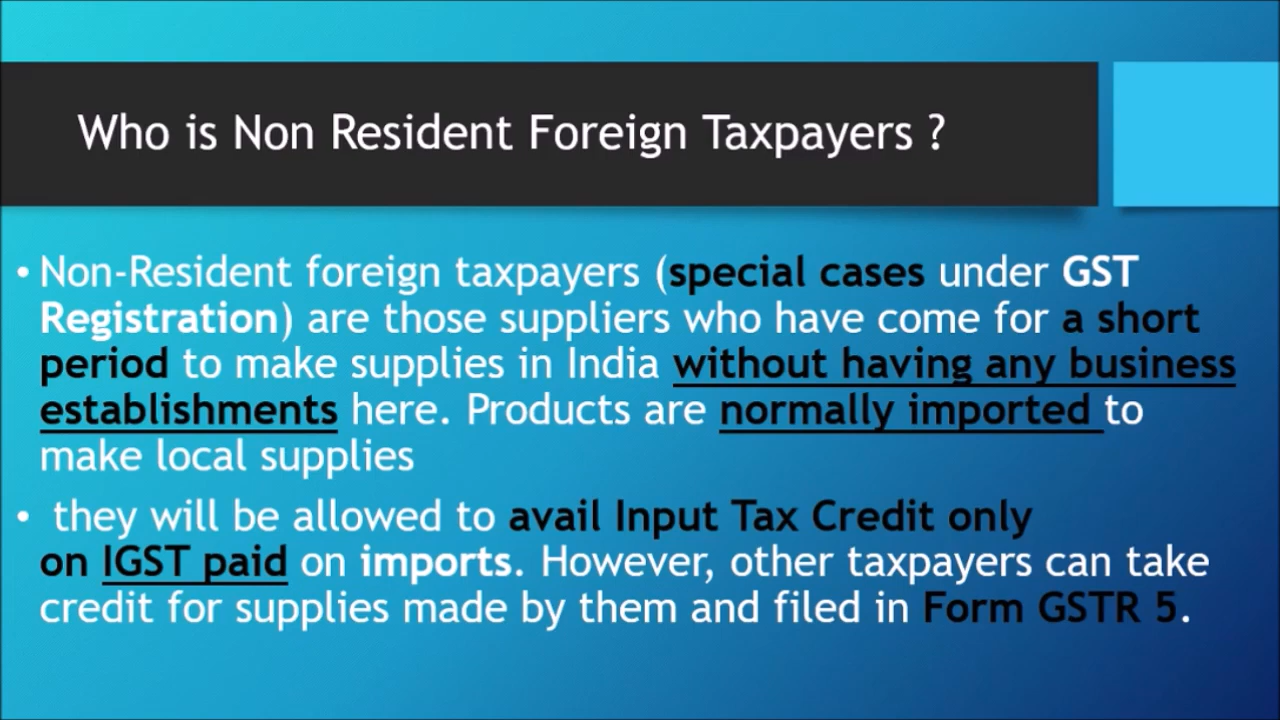 Who is Non Resident Foreign Taxpayers ?
• Non-Resident foreign taxpayers (special cases under GST
Registration) are those suppliers who have come for a short
period to make supplies in India without having any business
establishments here. Products are normally imported to
make local supplies
• they will be allowed to avail Input Tax Credit only
on IGST paid on imports. However, other taxpayers can take
credit for supplies made by them and filed in Form GSTR 5.